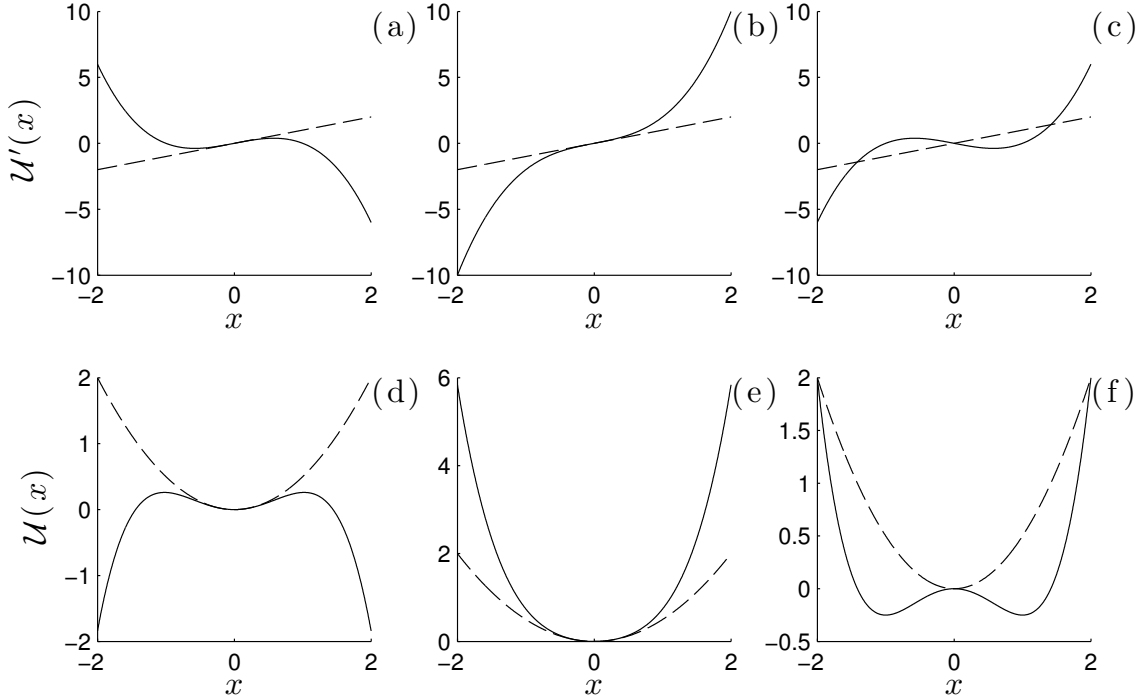 10 (a) 10 (b) 10 (c)
5 5 5
𝒰′(x) 0 0 0
−5 −5 −5
−10 −10 −10
−2 0 2 −2 0 2 −2 0 2
x x x
2 (d) 6 (e) 2 (f)
1 4 1.5
𝒰(x) 0 2 1
−1 0.5
0
−2 0 −0.5
−2 0 2 −2 0 2 −2 0 2
x x x